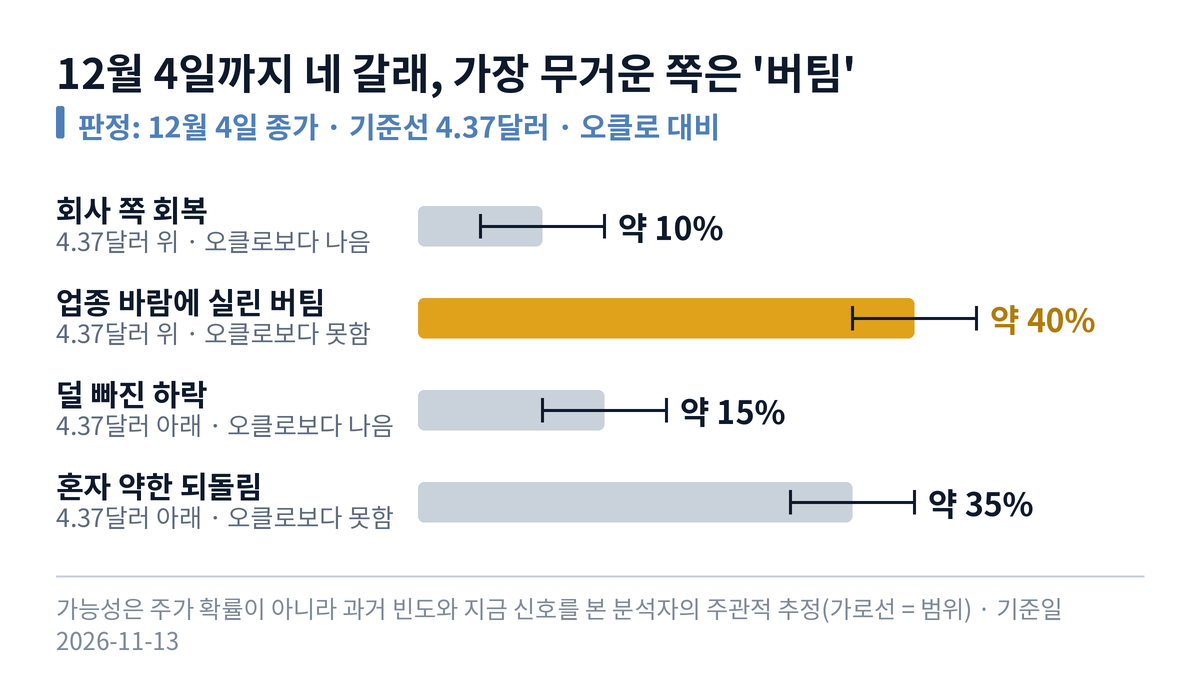 12월 4일까지 네 갈래, 가장 무거운 쪽은 '버팀'
판정: 12월 4일 종가 · 기준선 4.37달러 · 오클로 대비
회사 쪽 회복
4.37달러 위 · 오클로보다 나음
약 10%
업종 바람에 실린 버팀
4.37달러 위 · 오클로보다 못함
약 40%
덜 빠진 하락
4.37달러 아래 · 오클로보다 나음
약 15%
혼자 약한 되돌림
4.37달러 아래 · 오클로보다 못함
약 35%
가능성은 주가 확률이 아니라 과거 빈도와 지금 신호를 본 분석자의 주관적 추정(가로선 = 범위) · 기준일
2026-11-13